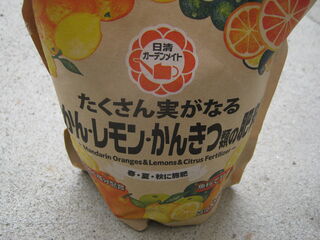 日清
ガーデンメイト
たくさん実がなる
かん・レモン・かんきつ類の肥
Mandarin Oranges & Lemons & Citrus Fertilizer
春・夏・秋に施肥